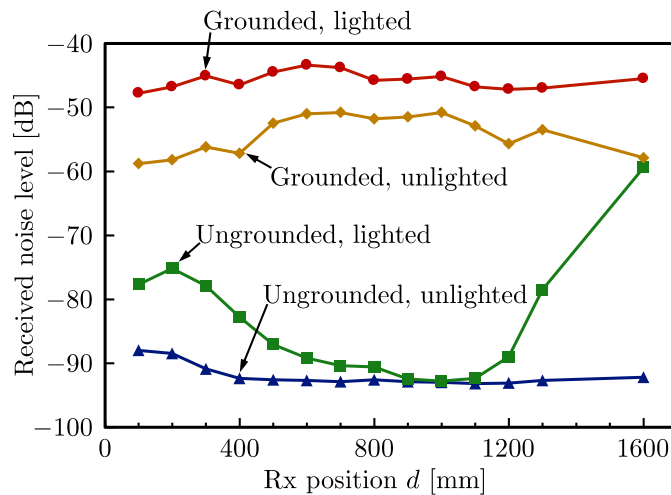 Grounded, lighted
−40
−50
−60
−70
−80
−90
−100
Received noise level [dB]
Grounded, unlighted
Ungrounded, lighted
Ungrounded, unlighted
0 400 800 1200 1600
Rx position d [mm]